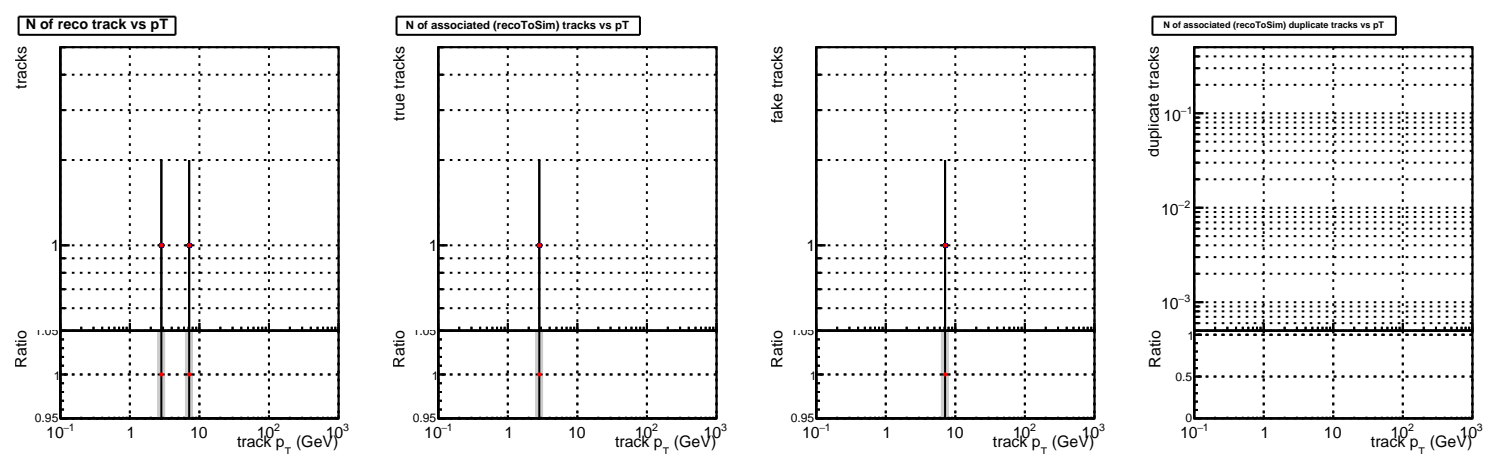 N of reco track vs pT
tracks
1
Ratio
1.05
1
0.95
10⁻¹ 1 10 10² 10³
track p_T (GeV)
N of associated (recoToSim) tracks vs pT
true tracks
1
Ratio
1.05
1
0.95
10⁻¹ 1 10 10² 10³
track p_T (GeV)
fake tracks
1
Ratio
1.05
1
0.95
10⁻¹ 1 10 10² 10³
track p_T (GeV)
N of associated (recoToSim) duplicate tracks vs pT
duplicate tracks
10⁻¹
10⁻²
10⁻³
Ratio
1
0.5
0
10⁻¹ 1 10 10² 10³
track p_T (GeV)